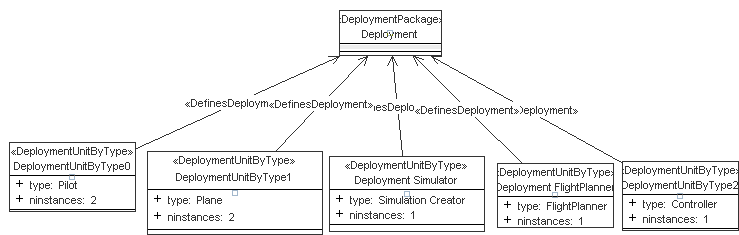 «DeploymentPackage»
Deployment
«DefinesDeploym
«DefinesDeployment»
nesDeplo
«DefinesDeployment»
Deployment»
«DeploymentUnitByType»
DeploymentUnitByType0
+ type: Pilot
+ ninstances: 2
«DeploymentUnitByType»
DeploymentUnitByType1
+ type: Plane
+ ninstances: 2
«DeploymentUnitByType»
Deployment Simulator
+ type: Simulation Creator
+ ninstances: 1
«DeploymentUnitByType»
Deployment FlightPlanner
+ type: FlightPlanner
+ ninstances: 1
«DeploymentUnitByType»
DeploymentUnitByType2
+ type: Controller
+ ninstances: 1